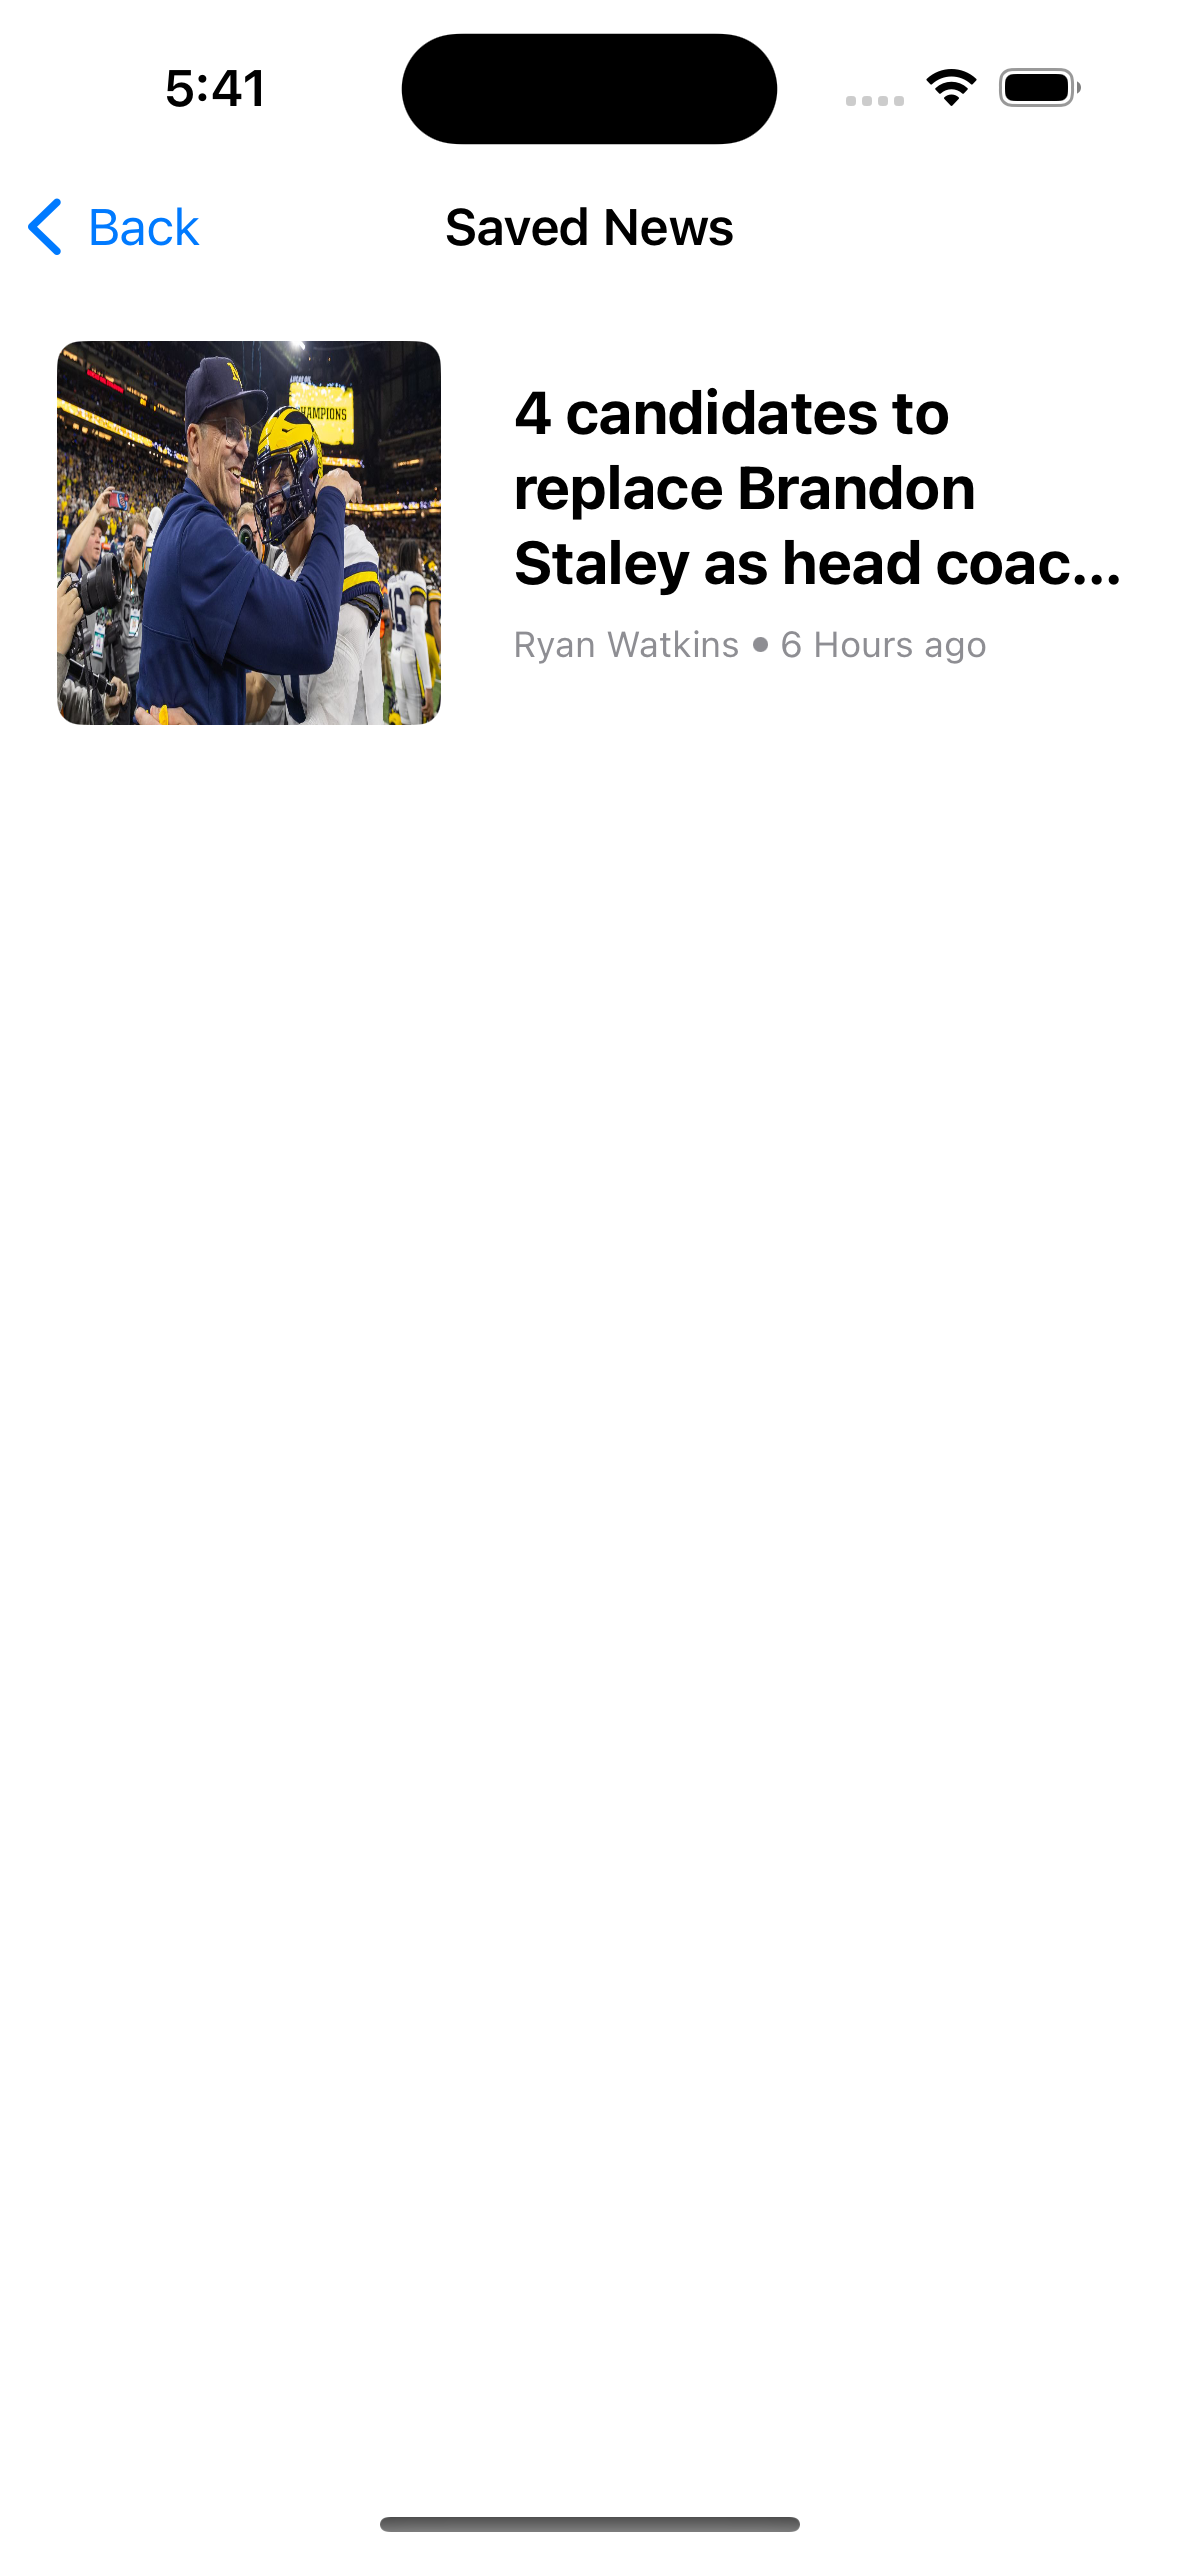 5:41
Back
Saved News
CHAMPIONS
16
4 candidates to
replace Brandon
Staley as head coac...
Ryan Watkins • 6 Hours ago